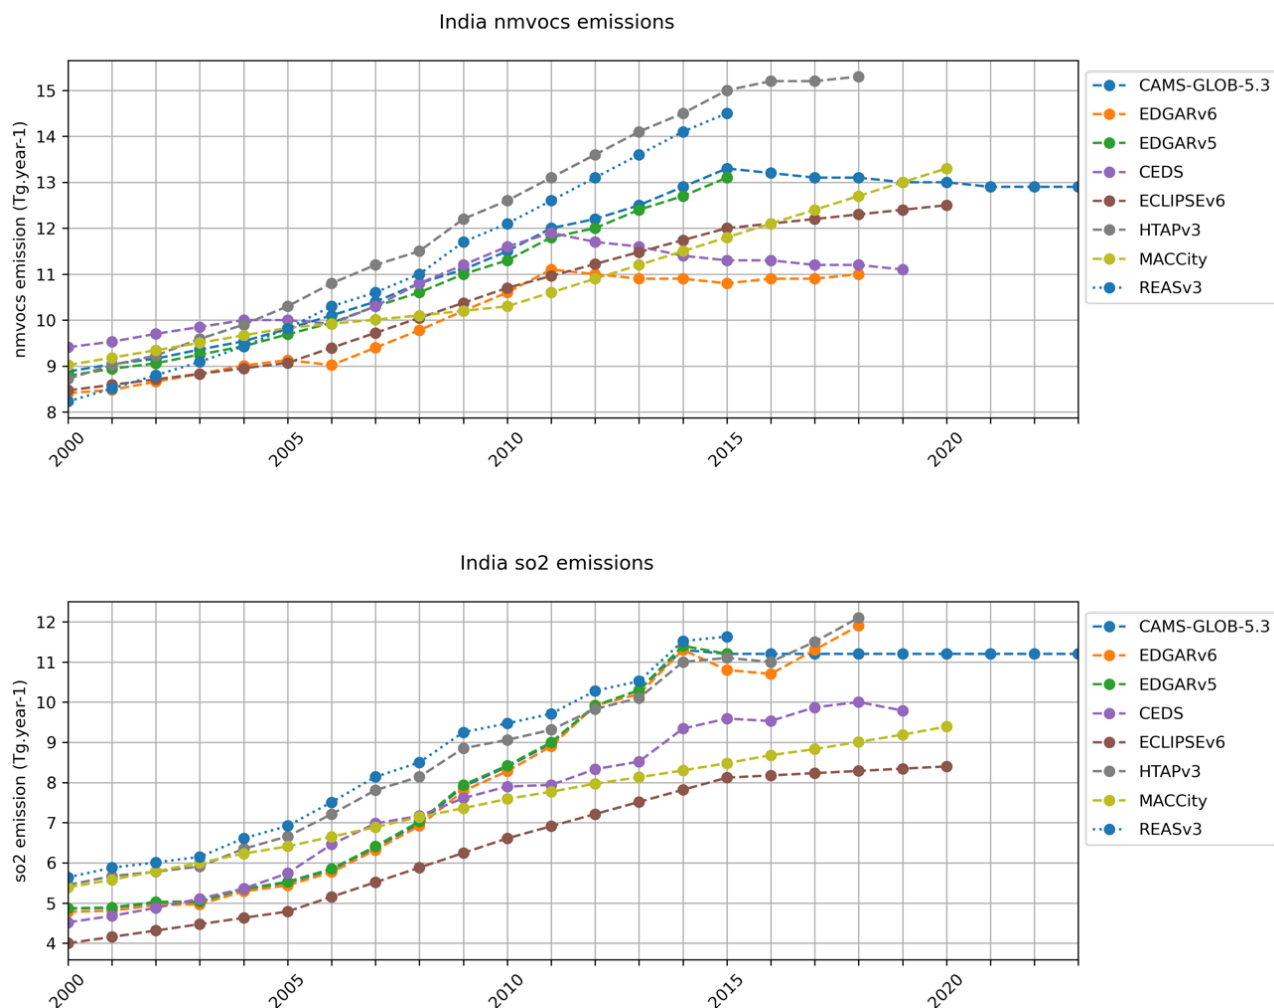 India nmvocs emissions
nmvocs emission (Tg.year-1)
15
14
13
12
11
10
9
8
2000
2005
2010
2015
2020
CAMS-GLOB-5.3
EDGARv6
EDGARv5
CEDS
ECLIPSEv6
HTAPv3
MACCity
REASv3
India so2 emissions
so2 emission (Tg.year-1)
12
11
10
9
8
7
6
5
4
2000
2005
2010
2015
2020
CAMS-GLOB-5.3
EDGARv6
EDGARv5
CEDS
ECLIPSEv6
HTAPv3
MACCity
REASv3